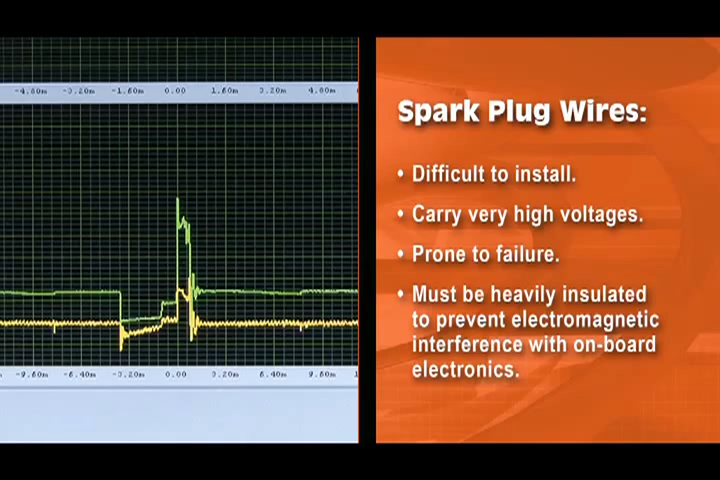 -4.80m -3.20m -1.60m 0.00 1.60m 3.20m 4.80m
-9.60m -6.40m -3.20m 0.00 3.20m 6.40m 9.60m
Spark Plug Wires:
• Difficult to install.
• Carry very high voltages.
• Prone to failure.
• Must be heavily insulated
to prevent electromagnetic
interference with on-board
electronics.